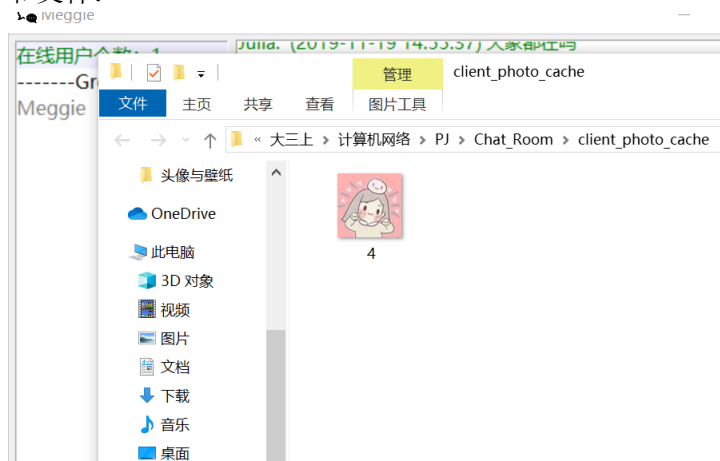 Meggie
在线用户个数: 1
Julia: (2019-11-19 14:55:37) 大家都在吗
-------Gr
Meggie
管理
client_photo_cache
文件 主页 共享 查看 图片工具
« 大三上 › 计算机网络 › PJ › Chat_Room › client_photo_cache
头像与壁纸
OneDrive
此电脑
3D 对象
视频
图片
文档
下载
音乐
桌面
4